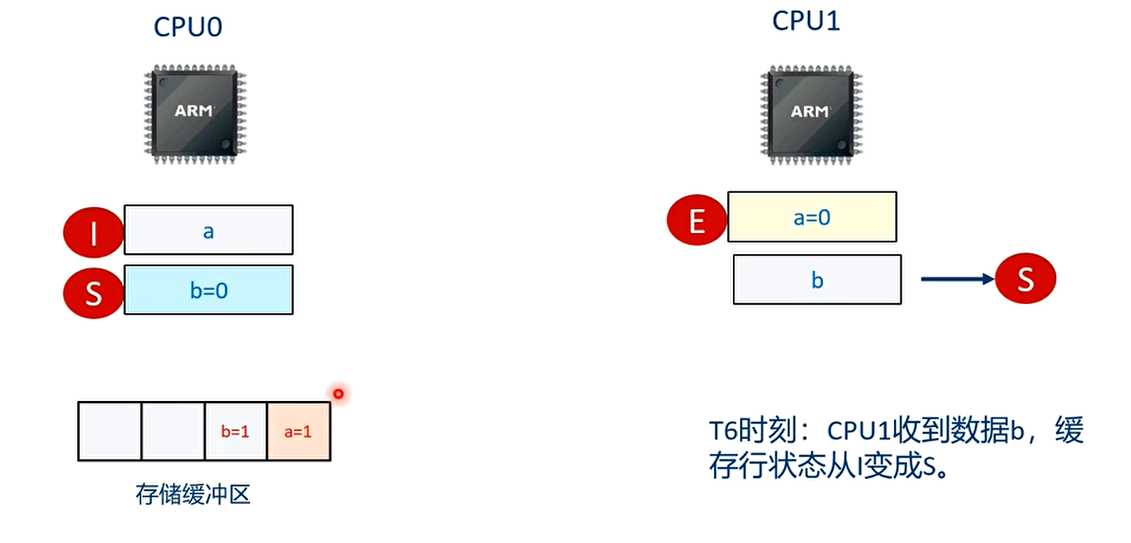 CPU0
CPU1
ARM
ARM
I
a
S
b=0
E
a=0
b
S
b=1
a=1
存储缓冲区
T6时刻：CPU1收到数据b，缓
存行状态从I变成S。